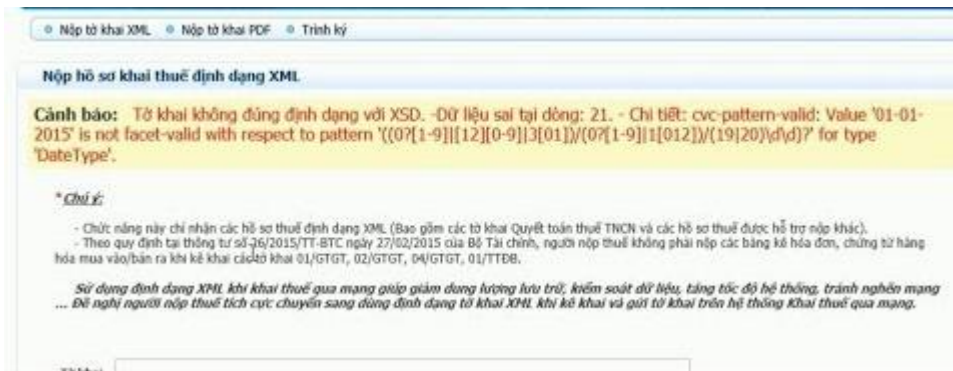 Nộp tờ khai XML Nộp tờ khai PDF Trình ký
Nộp hồ sơ khai thuế định dạng XML
Cảnh báo: Tờ khai không đúng định dạng với XSD. -Dữ liệu sai tại dòng: 21. - Chi tiết: cvc-pattern-valid: Value '01-01-
2015' is not facet-valid with respect to pattern '((0?[1-9]|[12][0-9]|3[01])/(0?[1-9]|1[012])/(19|20)\d\d)?' for type
'DateType'.
* Chú ý:
- Chức năng này chỉ nhận các hồ sơ thuế định dạng XML (Bao gồm các tờ khai Quyết toán thuế TNCN và các hồ sơ thuế được hỗ trợ nộp khác).
- Theo quy định tại thông tư số 26/2015/TT-BTC ngày 27/02/2015 của Bộ Tài chính, người nộp thuế không phải nộp các bảng kê hóa đơn, chứng từ hàng
hóa mua vào/bán ra khi kê khai các tờ khai 01/GTGT, 02/GTGT, 04/GTGT, 01/TTĐB.
Sử dụng định dạng XML khi khai thuế qua mạng giúp giảm dung lượng lưu trữ, kiểm soát dữ liệu, tăng tốc độ hệ thống, tránh nghẽn mạng
... Đề nghị người nộp thuế tích cực chuyển sang dùng định dạng tờ khai XML khi kê khai và gửi tờ khai trên hệ thống Khai thuế qua mạng.